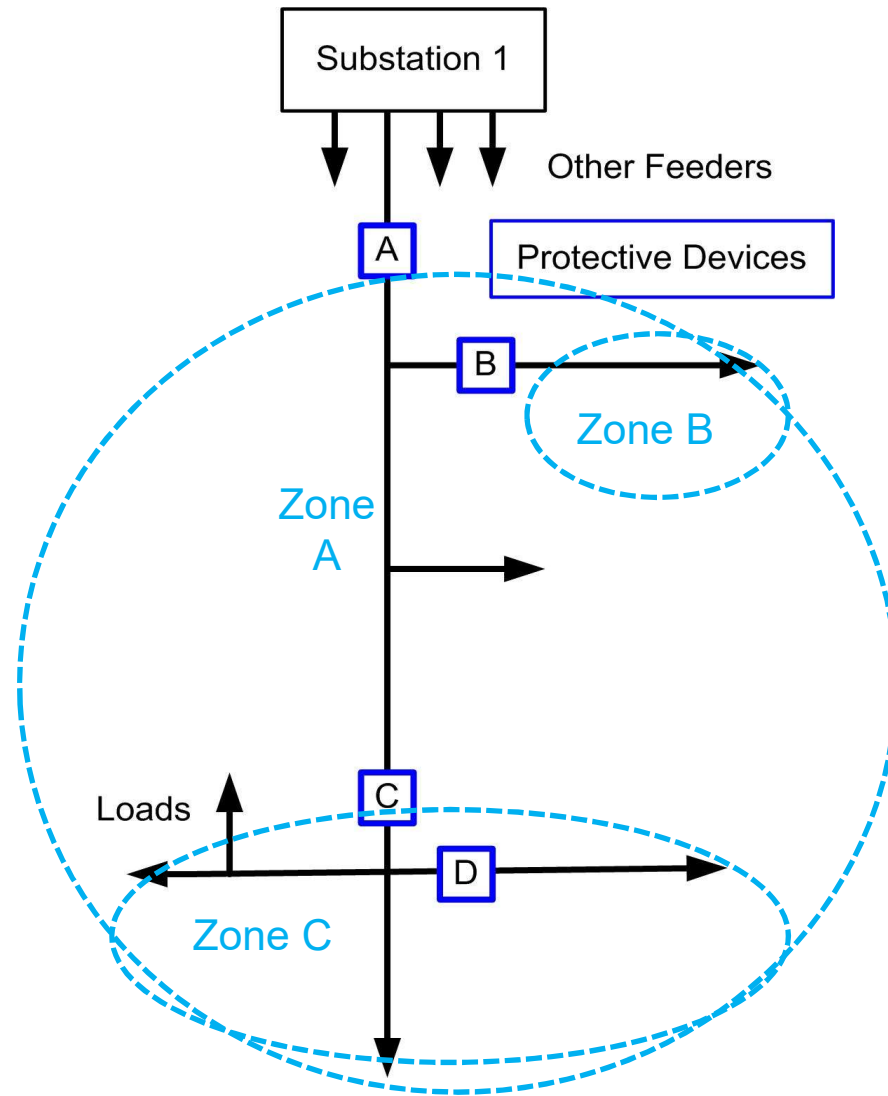 Substation 1
Other Feeders
A
Protective Devices
B
Zone B
Zone
A
C
Loads
D
Zone C